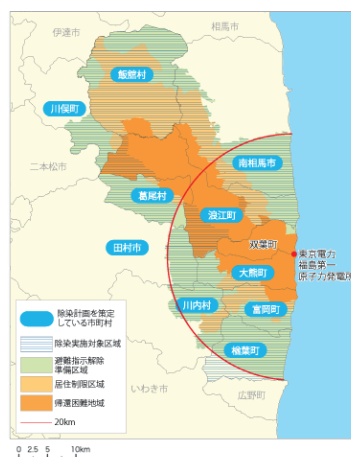 伊達市
相馬市
飯舘村
川俣町
二本松市
南相馬市
葛尾村
浪江町
田村市
双葉町
東京電力
福島第一
原子力発電所
大熊町
川内村
富岡町
楢葉町
いわき市
広野町
除染計画を策定
している市町村
除染実施対象区域
避難指示解除
準備区域
居住制限区域
帰還困難地域
20km
0 2.5 5 10km